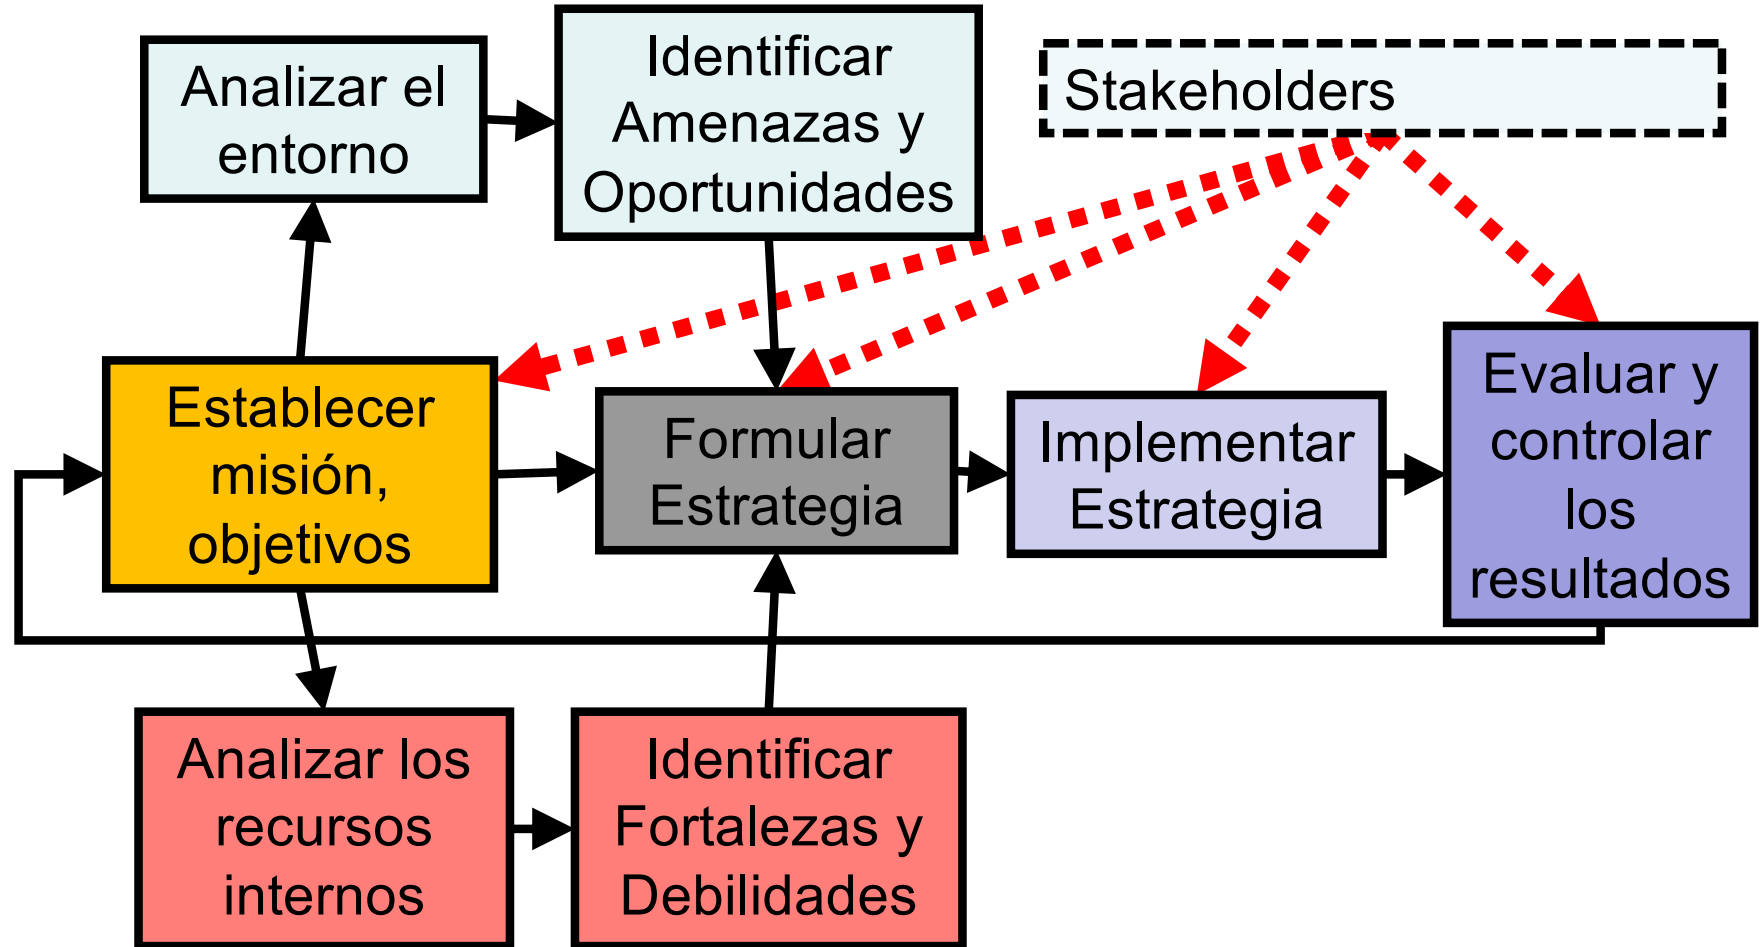 Analizar el
entorno
Identificar
Amenazas y
Oportunidades
Stakeholders
Establecer
misión,
objetivos
Formular
Estrategia
Implementar
Estrategia
Evaluar y
controlar
los
resultados
Analizar los
recursos
internos
Identificar
Fortalezas y
Debilidades